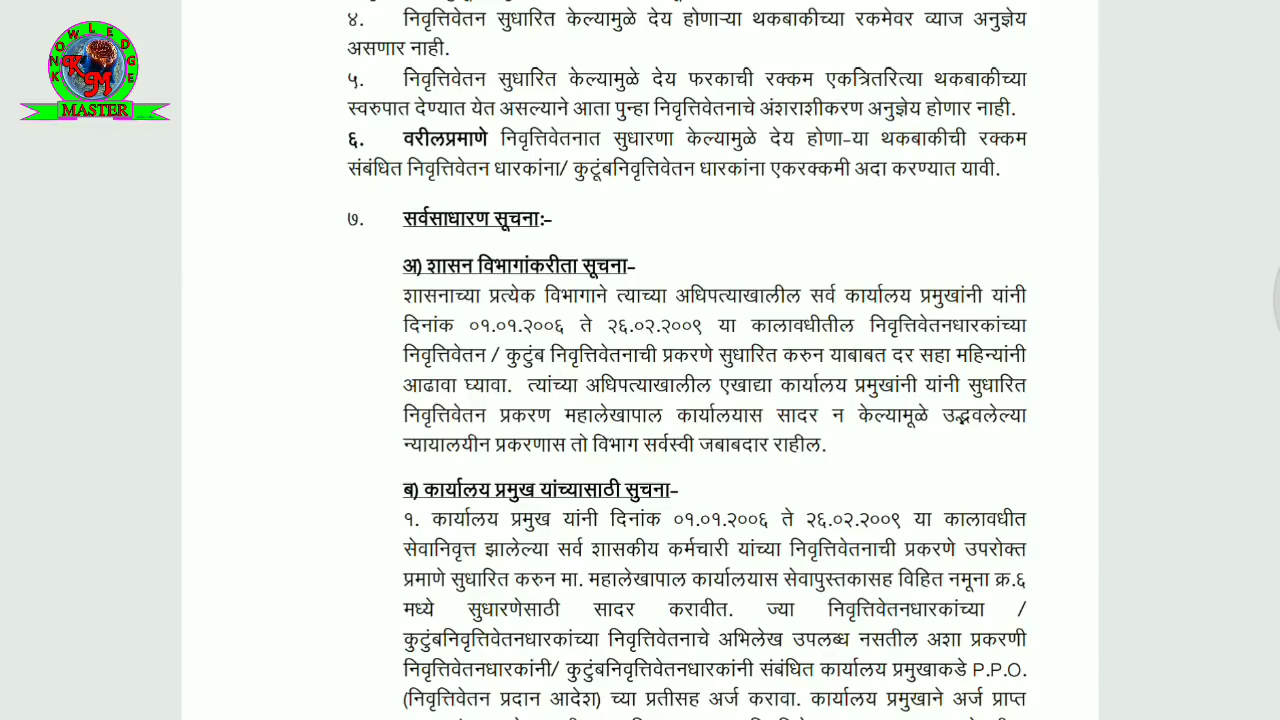 KNOWLEDGE
KM
MASTER
४. निवृत्तिवेतन सुधारित केल्यामुळे देय होणाऱ्या थकबाकीच्या रकमेवर व्याज अनुज्ञेय
असणार नाही.
५. निवृत्तिवेतन सुधारित केल्यामुळे देय फरकाची रक्कम एकत्रितरित्या थकबाकीच्या
स्वरुपात देण्यात येत असल्याने आता पुन्हा निवृत्तिवेतनाचे अंशराशीकरण अनुज्ञेय होणार नाही.
६. वरीलप्रमाणे निवृत्तिवेतनात सुधारणा केल्यामुळे देय होणा-या थकबाकीची रक्कम
संबंधित निवृत्तिवेतन धारकांना/ कुटूंबनिवृत्तिवेतन धारकांना एकरक्कमी अदा करण्यात यावी.
७. सर्वसाधारण सूचना:-
अ) शासन विभागांकरीता सूचना-
शासनाच्या प्रत्येक विभागाने त्याच्या अधिपत्याखालील सर्व कार्यालय प्रमुखांनी यांनी
दिनांक ०१.०१.२००६ ते २६.०२.२००९ या कालावधीतील निवृत्तिवेतनधारकांच्या
निवृत्तिवेतन / कुटुंब निवृत्तिवेतनाची प्रकरणे सुधारित करुन याबाबत दर सहा महिन्यांनी
आढावा घ्यावा. त्यांच्या अधिपत्याखालील एखाद्या कार्यालय प्रमुखांनी यांनी सुधारित
निवृत्तिवेतन प्रकरण महालेखापाल कार्यालयास सादर न केल्यामूळे उद्भवलेल्या
न्यायालयीन प्रकरणास तो विभाग सर्वस्वी जबाबदार राहील.
ब) कार्यालय प्रमुख यांच्यासाठी सुचना-
१. कार्यालय प्रमुख यांनी दिनांक ०१.०१.२००६ ते २६.०२.२००९ या कालावधीत
सेवानिवृत्त झालेल्या सर्व शासकीय कर्मचारी यांच्या निवृत्तिवेतनाची प्रकरणे उपरोक्त
प्रमाणे सुधारित करुन मा. महालेखापाल कार्यालयास सेवापुस्तकासह विहित नमूना क्र.६
मध्ये सुधारणेसाठी सादर करावीत. ज्या निवृत्तिवेतनधारकांच्या /
कुटुंबनिवृत्तिवेतनधारकांच्या निवृत्तिवेतनाचे अभिलेख उपलब्ध नसतील अशा प्रकरणी
निवृत्तिवेतनधारकांनी/ कुटुंबनिवृत्तिवेतनधारकांनी संबंधित कार्यालय प्रमुखाकडे P.P.O.
(निवृत्तिवेतन प्रदान आदेश) च्या प्रतीसह अर्ज करावा. कार्यालय प्रमुखाने अर्ज प्राप्त